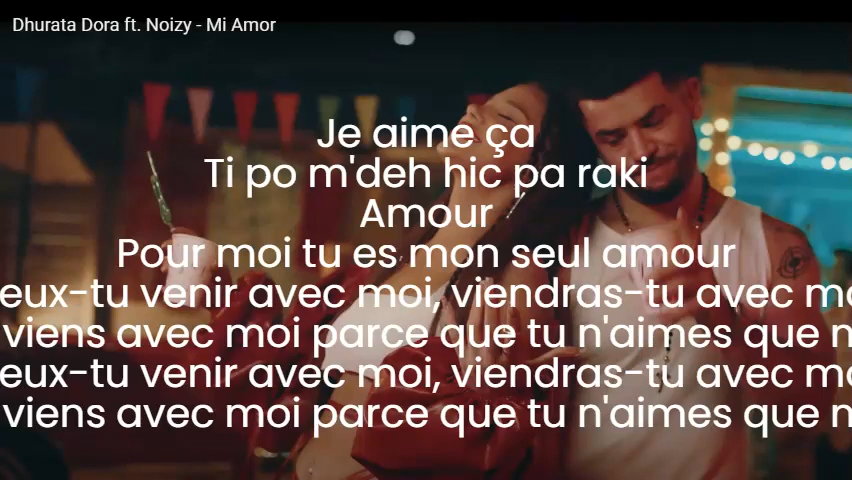 Dhurata Dora ft. Noizy - Mi Amor
Je aime ça
Ti po m'deh hic pa raki
Amour
Pour moi tu es mon seul amour
eux-tu venir avec moi, viendras-tu avec mo
viens avec moi parce que tu n'aimes que n
eux-tu venir avec moi, viendras-tu avec mo
viens avec moi parce que tu n'aimes que n